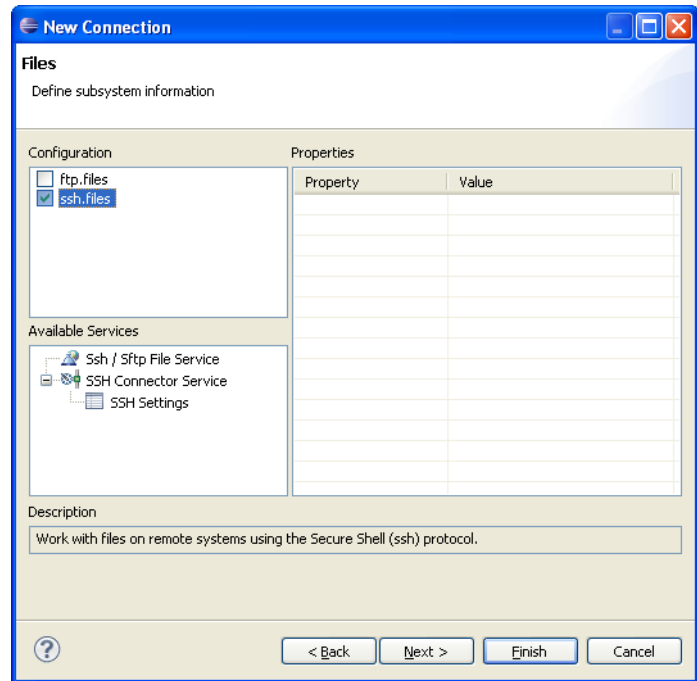 New Connection
Files
Define subsystem information
Configuration
Properties
ftp.files
ssh.files
Property Value
Available Services
Ssh / Sftp File Service
SSH Connector Service
SSH Settings
Description
Work with files on remote systems using the Secure Shell (ssh) protocol.
? < Back Next > Finish Cancel